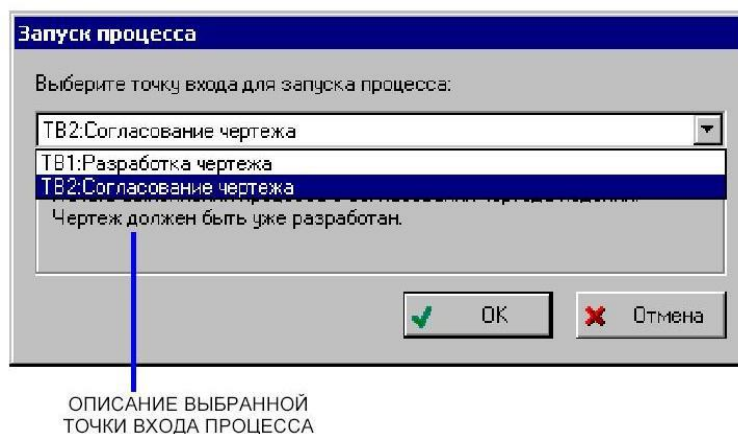 Запуск процесса
Выберите точку входа для запуска процесса:
ТВ2:Согласование чертежа
ТВ1:Разработка чертежа
ТВ2:Согласование чертежа
Чертеж должен быть уже разработан.
OK
Отмена
ОПИСАНИЕ ВЫБРАННОЙ
ТОЧКИ ВХОДА ПРОЦЕССА